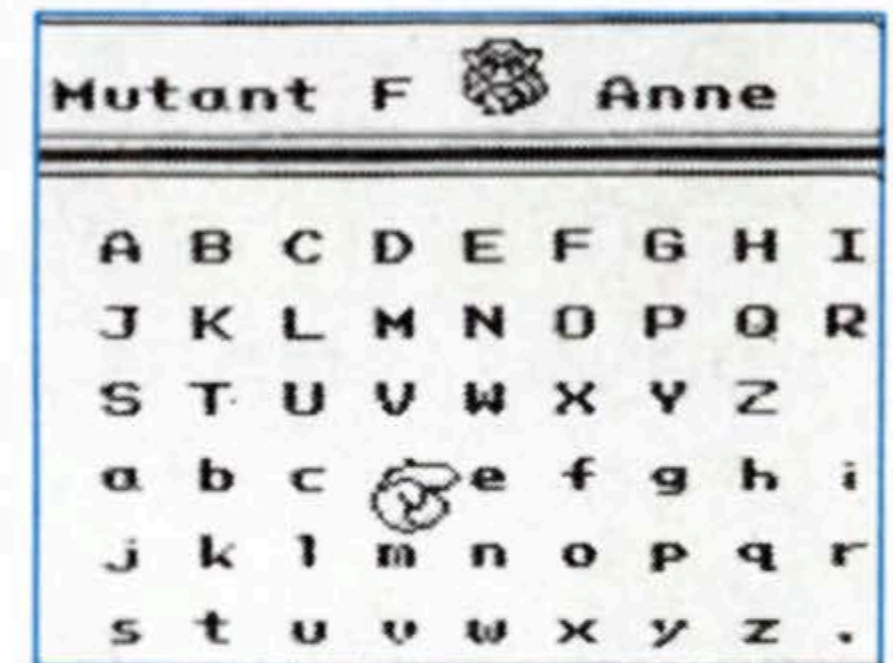 Mutant F Anne
A B C D E F G H I
J K L M N O P Q R
S T U V W X Y Z
a b c e f g h i
j k l m n o p q r
s t u v w x y z .